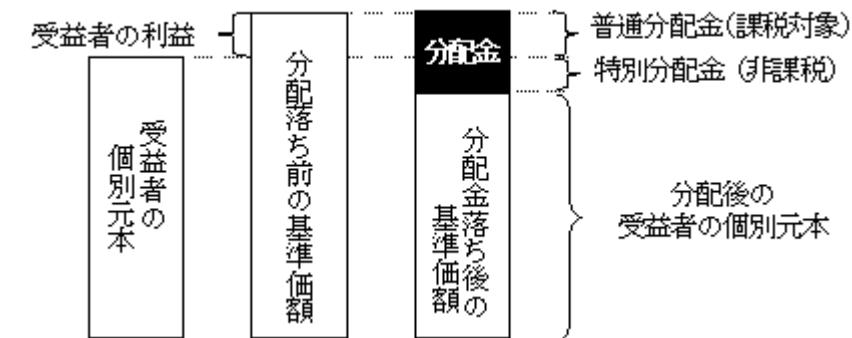 受益者の利益
受益者の
個別元本
分配落ち前の基準価額
分配金
分配金落ち後の
基準価額
普通分配金(課税対象)
特別分配金(非課税)
分配後の
受益者の個別元本